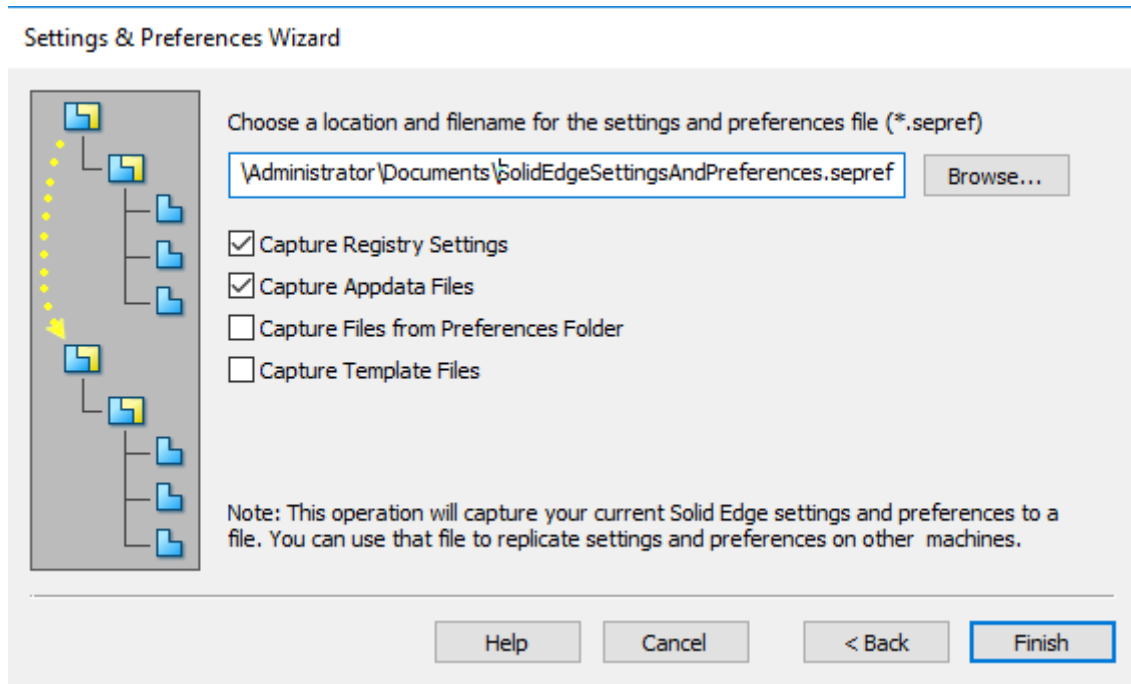 Settings & Preferences Wizard
Choose a location and filename for the settings and preferences file (*.sepref)
\Administrator\Documents\SolidEdgeSettingsAndPreferences.sepref
Browse...
Capture Registry Settings
Capture Appdata Files
Capture Files from Preferences Folder
Capture Template Files
Note: This operation will capture your current Solid Edge settings and preferences to a
file. You can use that file to replicate settings and preferences on other machines.
Help Cancel < Back Finish